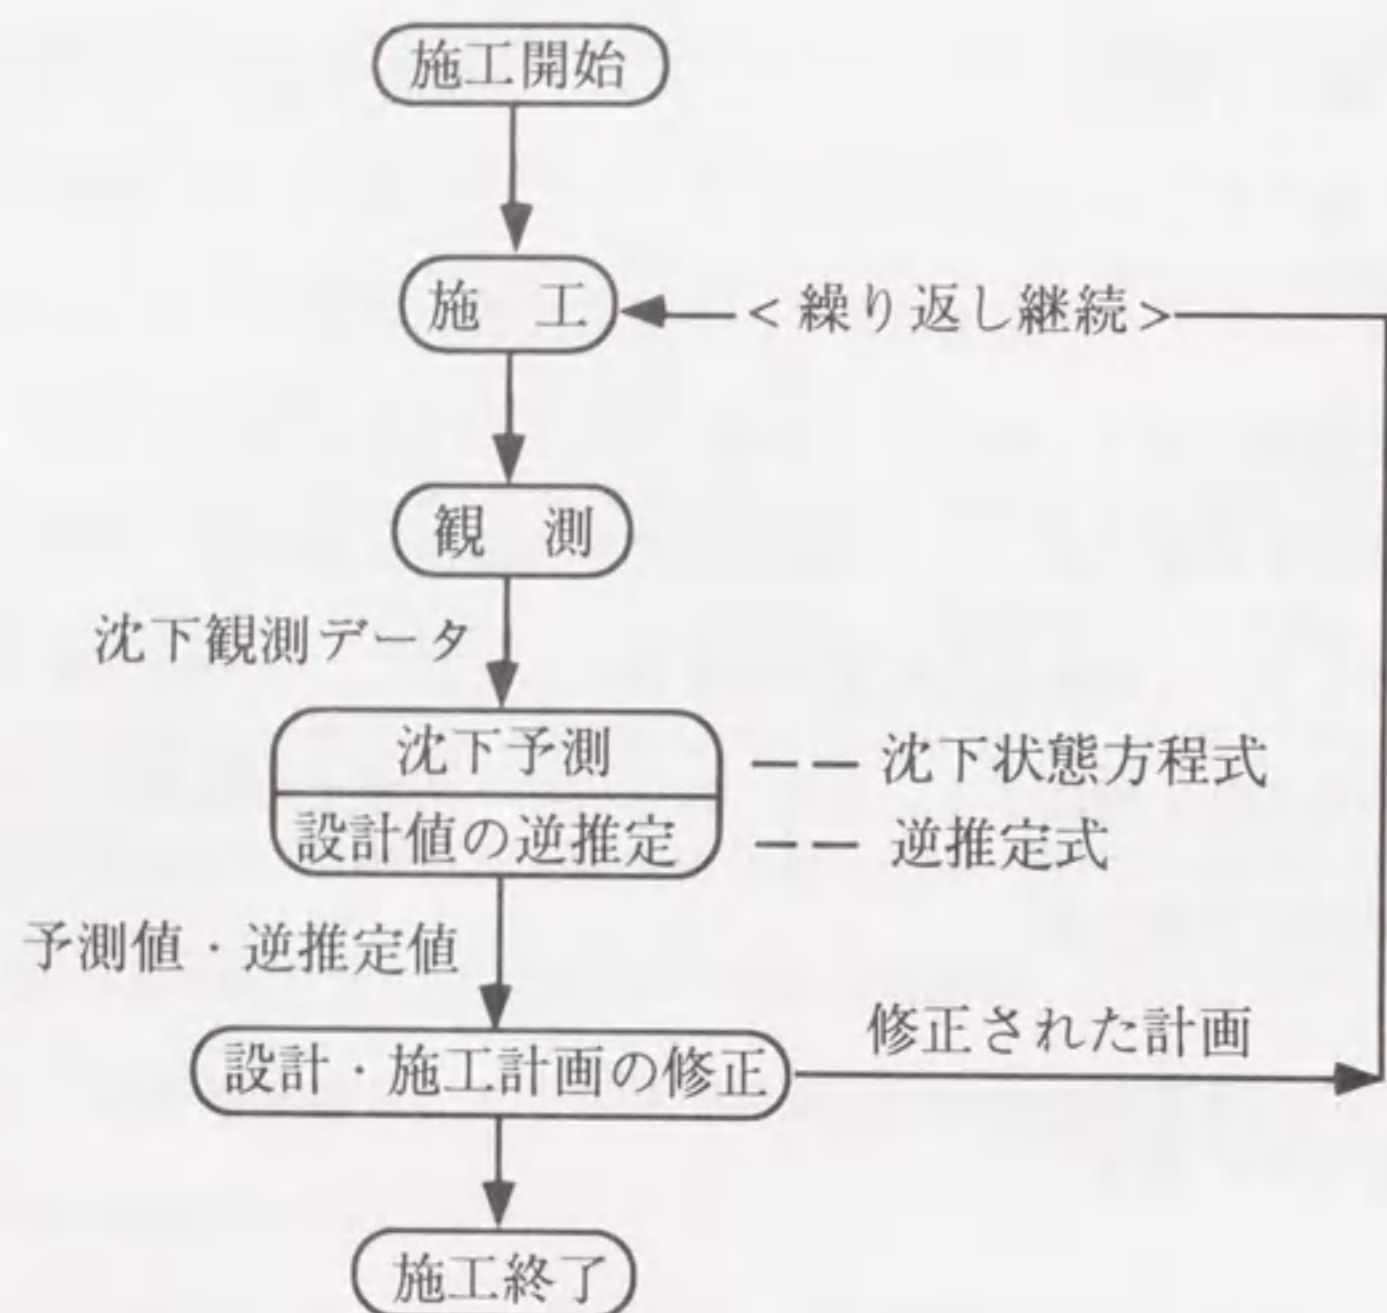 施工開始
施　工
<繰り返し継続>
観　測
沈下観測データ
沈下予測
−− 沈下状態方程式
設計値の逆推定
−− 逆推定式
予測値・逆推定値
設計・施工計画の修正
修正された計画
施工終了